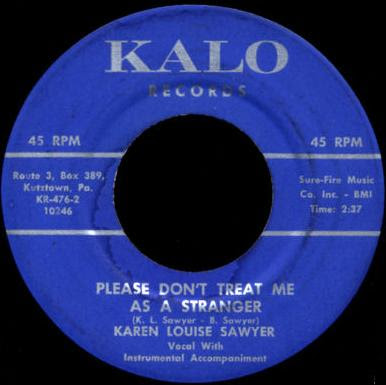 KALO
RECORDS
45 RPM
45 RPM
Route 3, Box 389,
Kutztown, Pa.
KR-476-2
10246
Sure-Fire Music
Co. Inc. - BMI
Time: 2:37
PLEASE DON'T TREAT ME
AS A STRANGER
(K. L. Sawyer - B. Sawyer)
KAREN LOUISE SAWYER
Vocal With
Instrumental Accompaniment